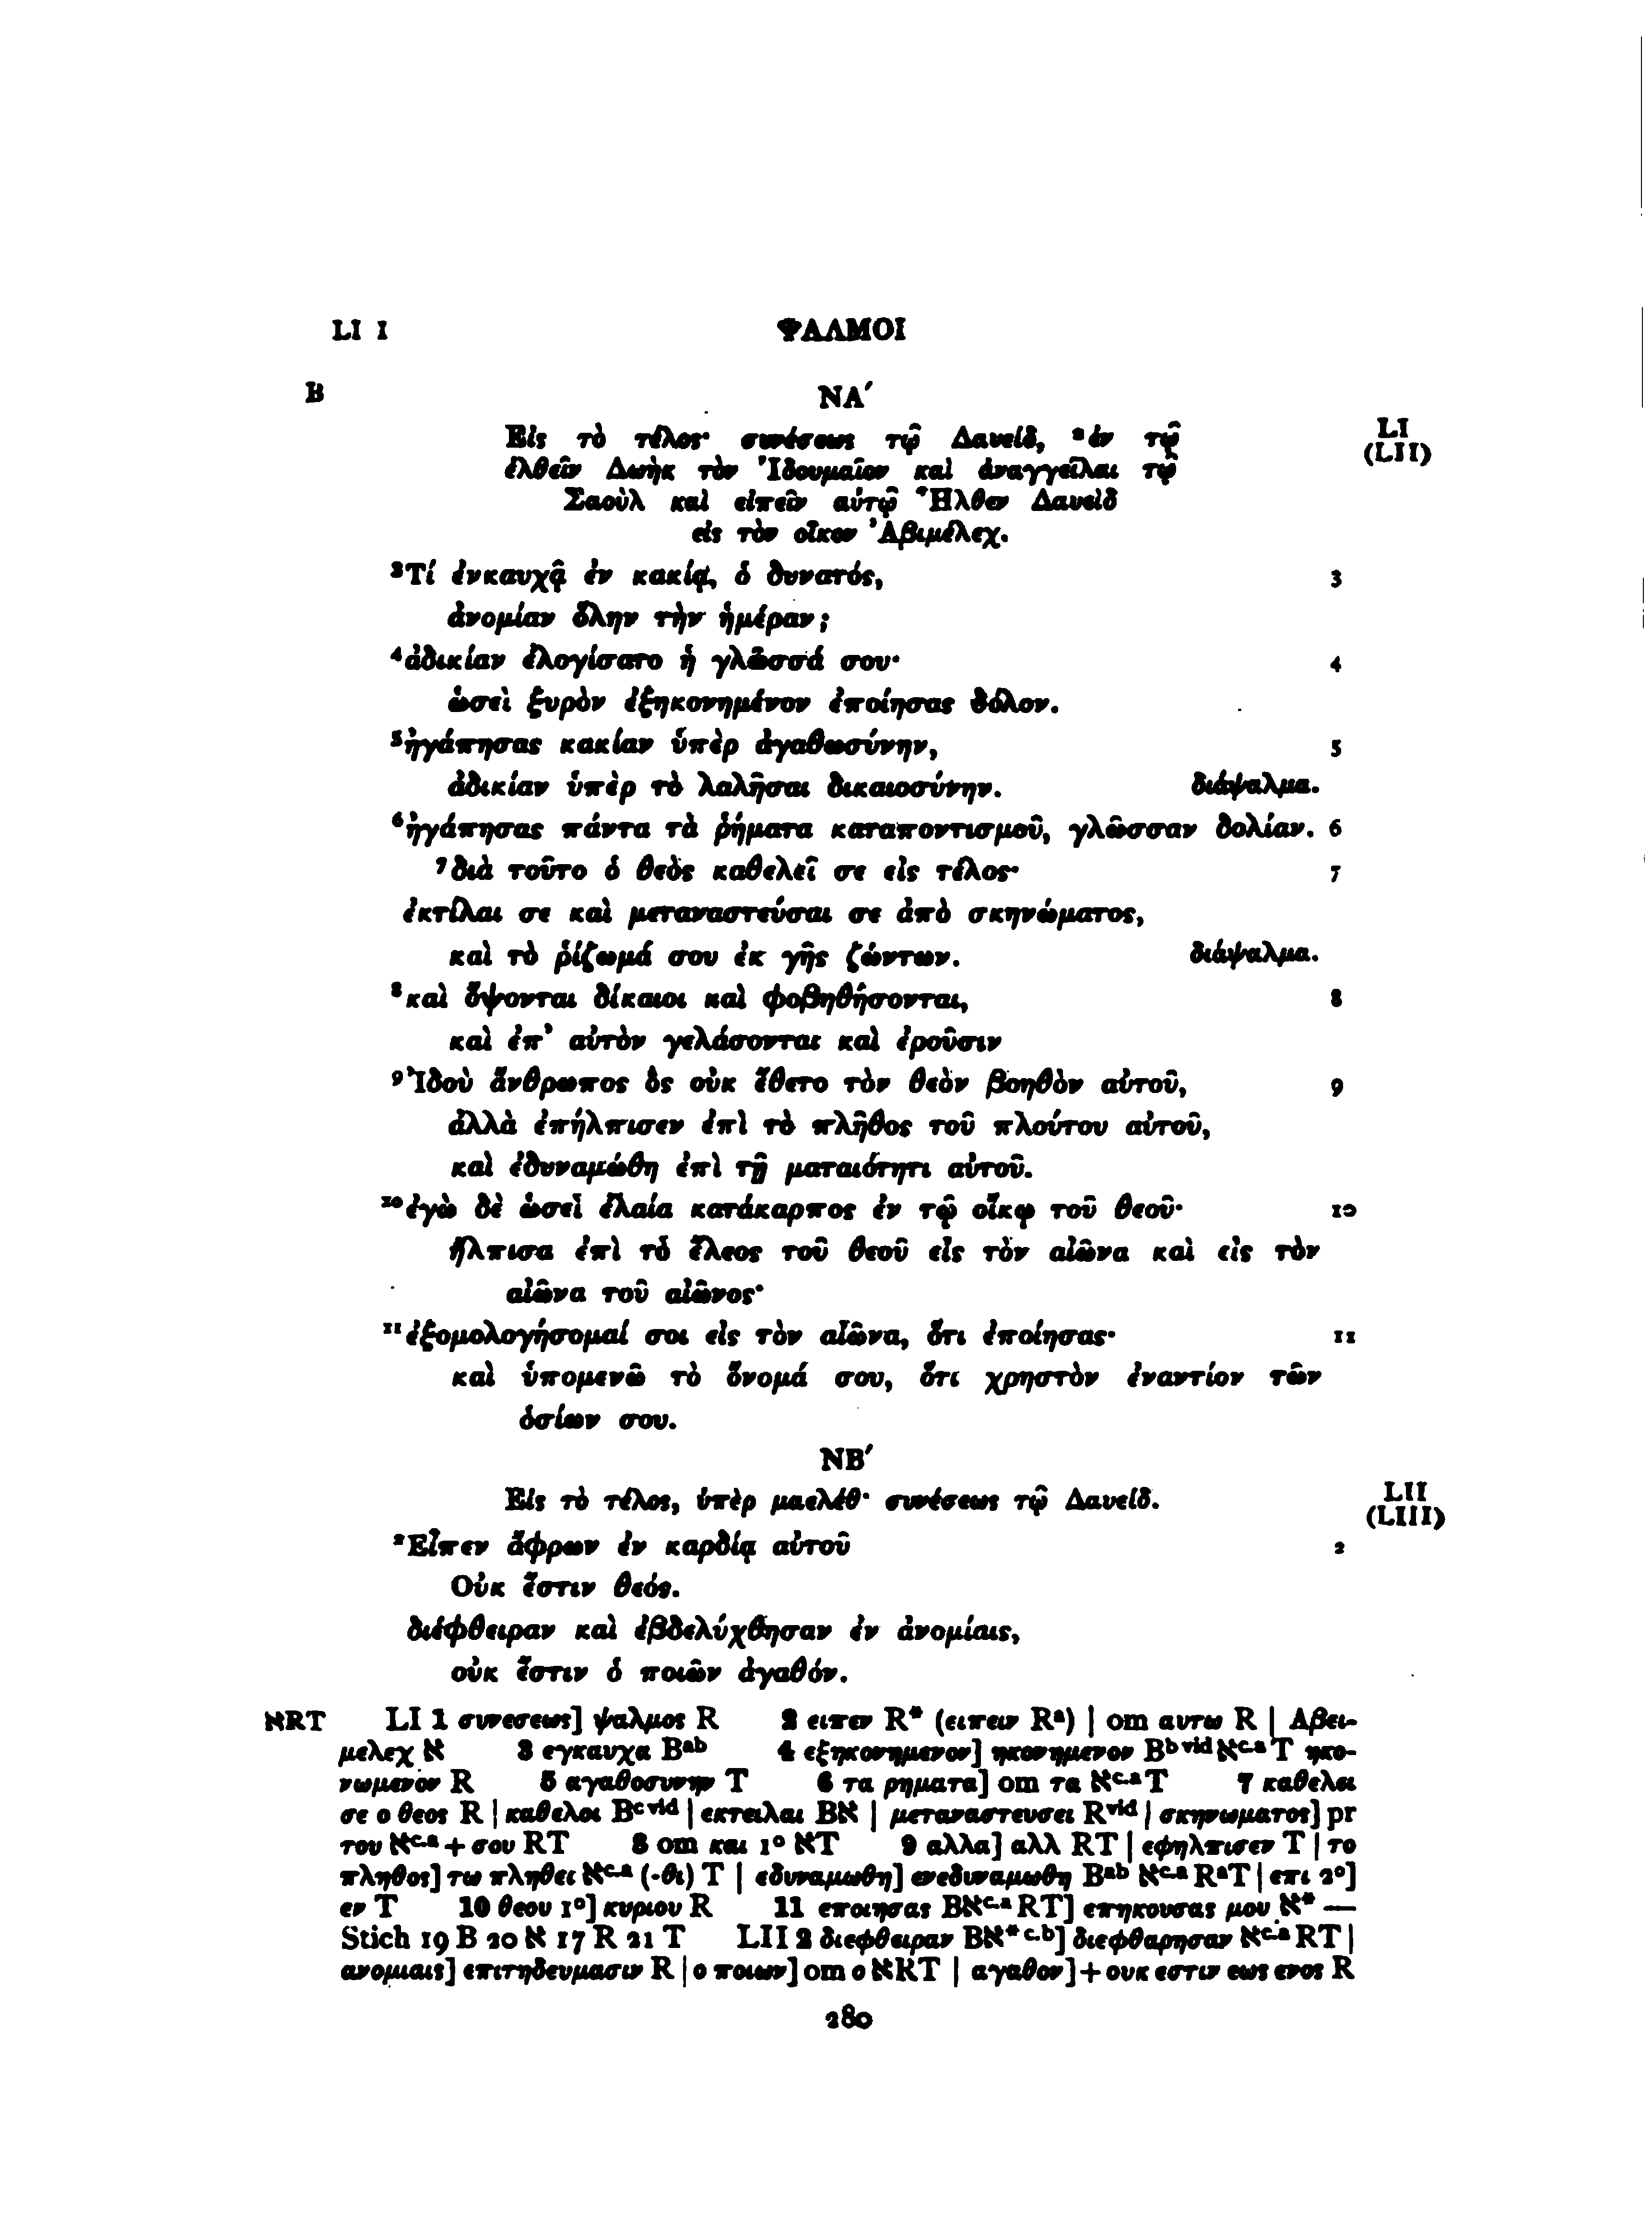 LI 1 ΨΑΛΜΟΙ
B ΝΑ´
Εἰς τὸ τέλος· συνέσεως τῷ Δαυείδ, ²ἐν τῷ LI
ἐλθεῖν Δωὴκ τὸν Ἰδουμαῖον καὶ ἀναγγεῖλαι τῷ (LII)
Σαοὺλ καὶ εἰπεῖν αὐτῷ Ἦλθεν Δαυεὶδ
εἰς τὸν οἶκον Ἀβιμέλεχ.
³Τί ἐνκαυχᾷ ἐν κακίᾳ, ὁ δυνατός, 3
ἀνομίαν ὅλην τὴν ἡμέραν;
⁴ἀδικίαν ἐλογίσατο ἡ γλῶσσά σου· 4
ὡσεὶ ξυρὸν ἐξηκονημένον ἐποίησας δόλον.
⁵ἠγάπησας κακίαν ὑπὲρ ἀγαθωσύνην, 5
ἀδικίαν ὑπὲρ τὸ λαλῆσαι δικαιοσύνην. διάψαλμα.
⁶ἠγάπησας πάντα τὰ ῥήματα καταποντισμοῦ, γλῶσσαν δολίαν. 6
⁷διὰ τοῦτο ὁ θεὸς καθελεῖ σε εἰς τέλος· 7
ἐκτίλαι σε καὶ μεταναστεύσαι σε ἀπὸ σκηνώματος,
καὶ τὸ ῥίζωμά σου ἐκ γῆς ζώντων. διάψαλμα.
⁸καὶ ὄψονται δίκαιοι καὶ φοβηθήσονται, 8
καὶ ἐπ’ αὐτὸν γελάσονται καὶ ἐροῦσιν
⁹Ἰδοὺ ἄνθρωπος ὃς οὐκ ἔθετο τὸν θεὸν βοηθὸν αὐτοῦ, 9
ἀλλὰ ἐπήλπισεν ἐπὶ τὸ πλῆθος τοῦ πλούτου αὐτοῦ,
καὶ ἐδυναμώθη ἐπὶ τῇ ματαιότητι αὐτοῦ.
¹⁰ἐγὼ δὲ ὡσεὶ ἐλαία κατάκαρπος ἐν τῷ οἴκῳ τοῦ θεοῦ· 10
ἤλπισα ἐπὶ τὸ ἔλεος τοῦ θεοῦ εἰς τὸν αἰῶνα καὶ εἰς τὸν
αἰῶνα τοῦ αἰῶνος·
¹¹ἐξομολογήσομαί σοι εἰς τὸν αἰῶνα, ὅτι ἐποίησας· 11
καὶ ὑπομενῶ τὸ ὄνομά σου, ὅτι χρηστὸν ἐναντίον τῶν
ὁσίων σου.
ΝΒ´
Εἰς τὸ τέλος, ὑπὲρ μαελέθ· συνέσεως τῷ Δαυείδ. LII
(LIII)
²Εἶπεν ἄφρων ἐν καρδίᾳ αὐτοῦ 2
Οὐκ ἔστιν θεός.
διέφθειραν καὶ ἐβδελύχθησαν ἐν ἀνομίαις,
οὐκ ἔστιν ὁ ποιῶν ἀγαθόν.
אRT LI 1 συνεσεως] ψαλμος R 2 ειπεν R* (ειπειν Rᵃ) | om αυτω R | Αβει-
μελεχ א 3 εγκαυχα Bᵃᵇ 4 εξηκονημενον] ηκονημενον Bᵇ ᵛⁱᵈ אᶜ·ᵃ T ηκο-
νωμενον R 5 αγαθοσυνην T 6 τα ρηματα] om τα אᶜ·ᵃ T 7 καθελει
σε ο θεος R | καθελοι Bᶜ ᵛⁱᵈ | εκτειλαι Bא | μεταναστευσει Rᵛⁱᵈ | σκηνωματος] pr
του אᶜ·ᵃ + σου RT 8 om και 1° אT 9 αλλα] αλλ RT | εφηλπισεν T | το
πληθος] τω πληθει אᶜ·ᵃ (-θι) T | εδυναμωθη] ενεδυναμωθη Bᵃᵇ אᶜ·ᵃ RᵃT | επι 2°]
εν T 10 θεου 1°] κυριου R 11 εποιησας Bאᶜ·ᵃ RT] επηκουσας μου א* —
Stich 19 B 20 א 17 R 21 T LII 2 διεφθειραν Bא* ᶜ·ᵇ] διεφθαρησαν אᶜ·ᵃ RT |
ανομιαις] επιτηδευμασιν R | ο ποιων] om ο אRT | αγαθον] + ουκ εστιν εως ενος R
280